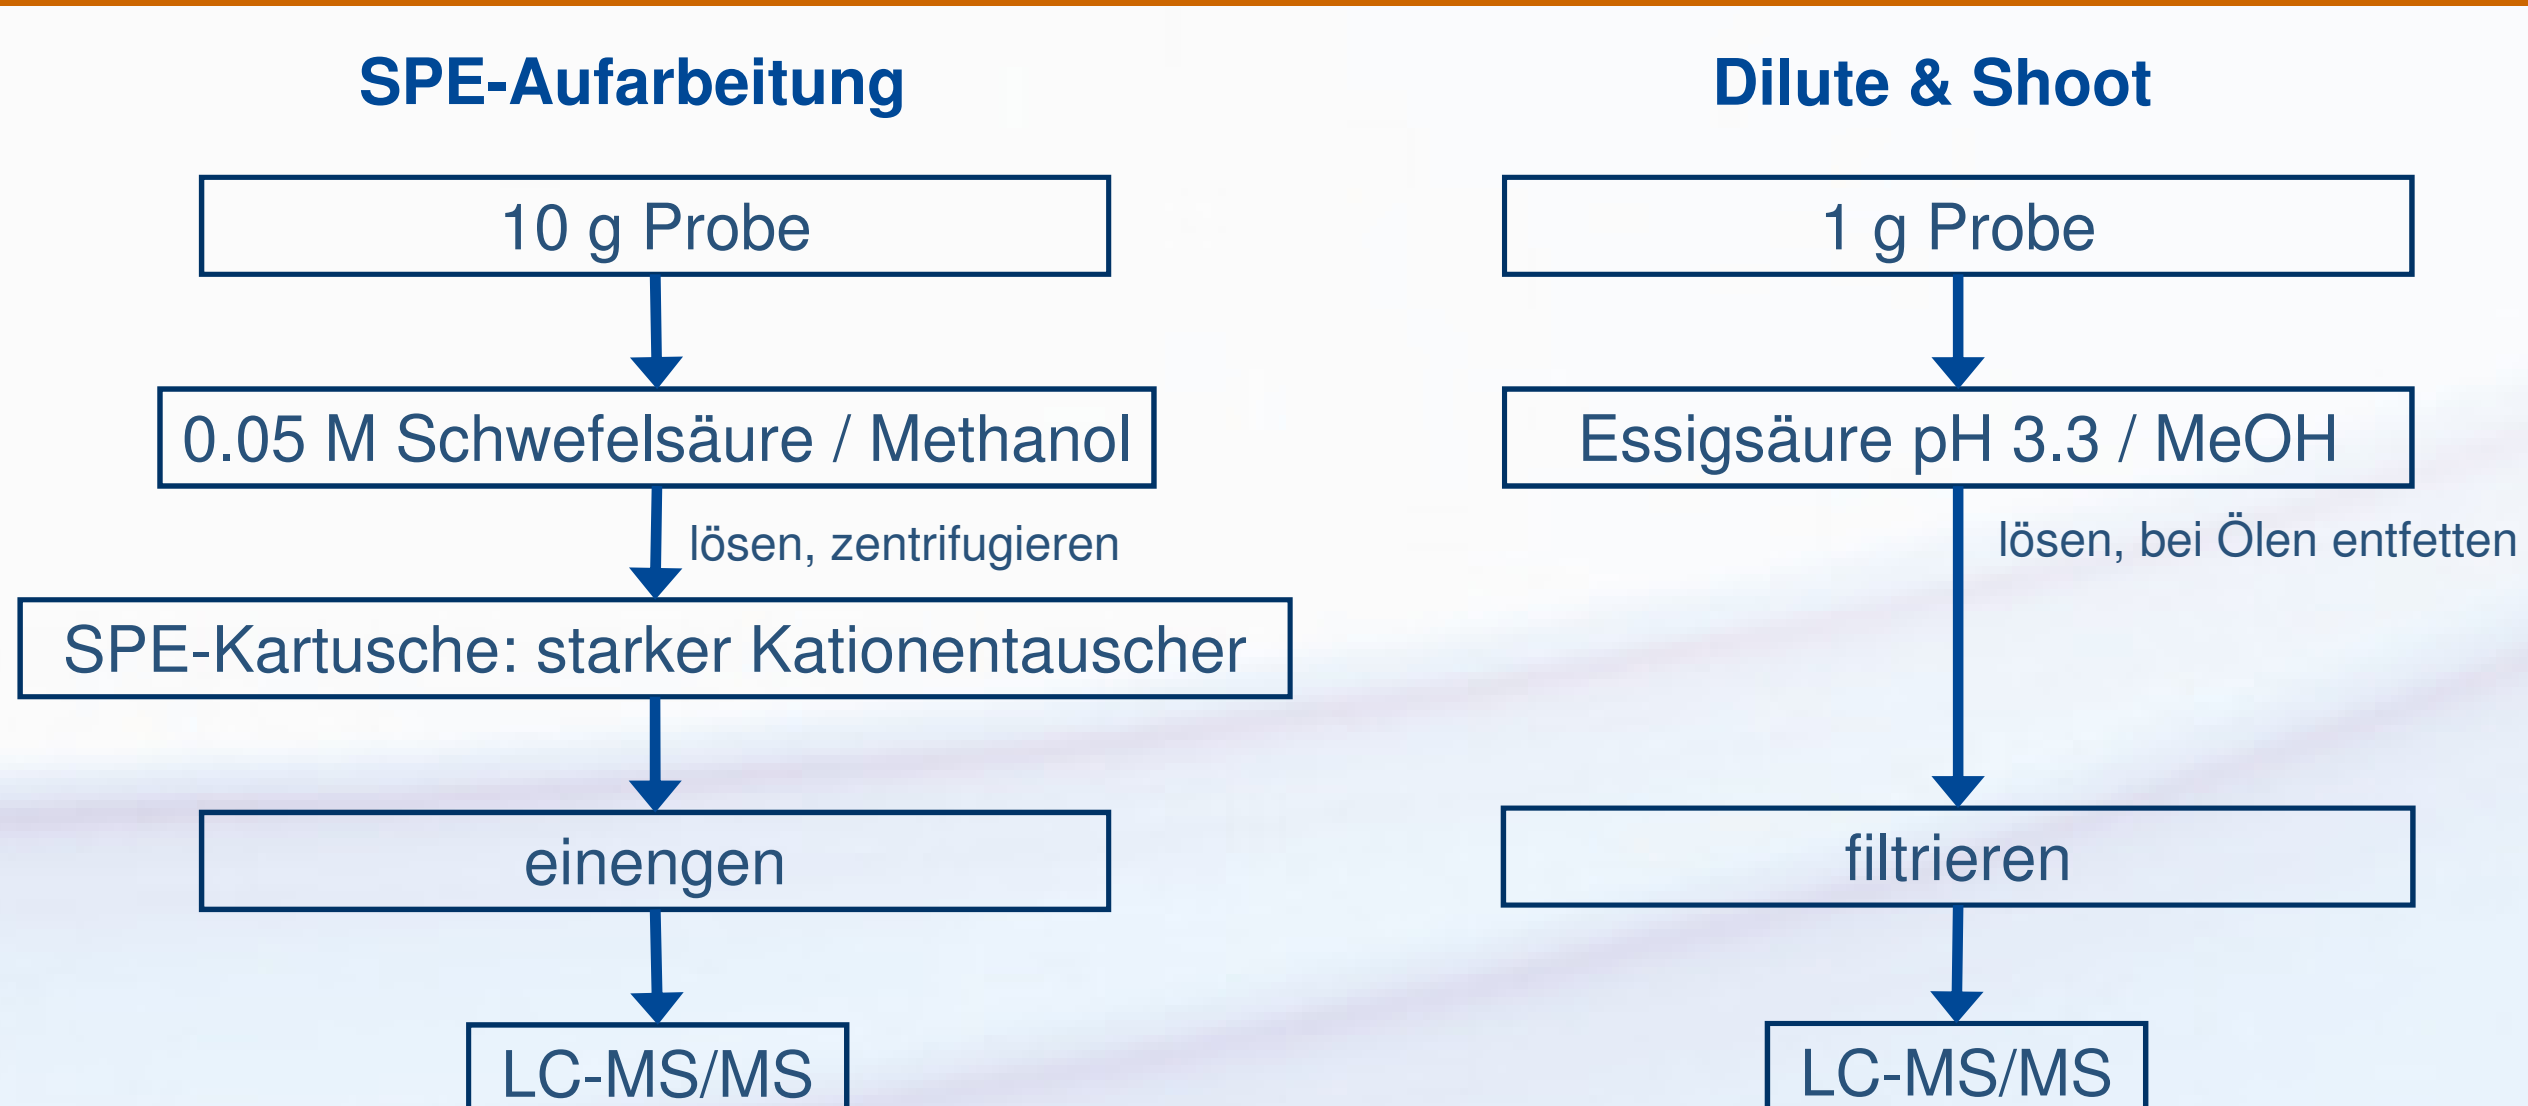 SPE-Aufarbeitung
10 g Probe
0.05 M Schwefelsäure / Methanol
lösen, zentrifugieren
SPE-Kartusche: starker Kationentauscher
einengen
LC-MS/MS
Dilute & Shoot
1 g Probe
Essigsäure pH 3.3 / MeOH
lösen, bei Ölen entfetten
filtrieren
LC-MS/MS